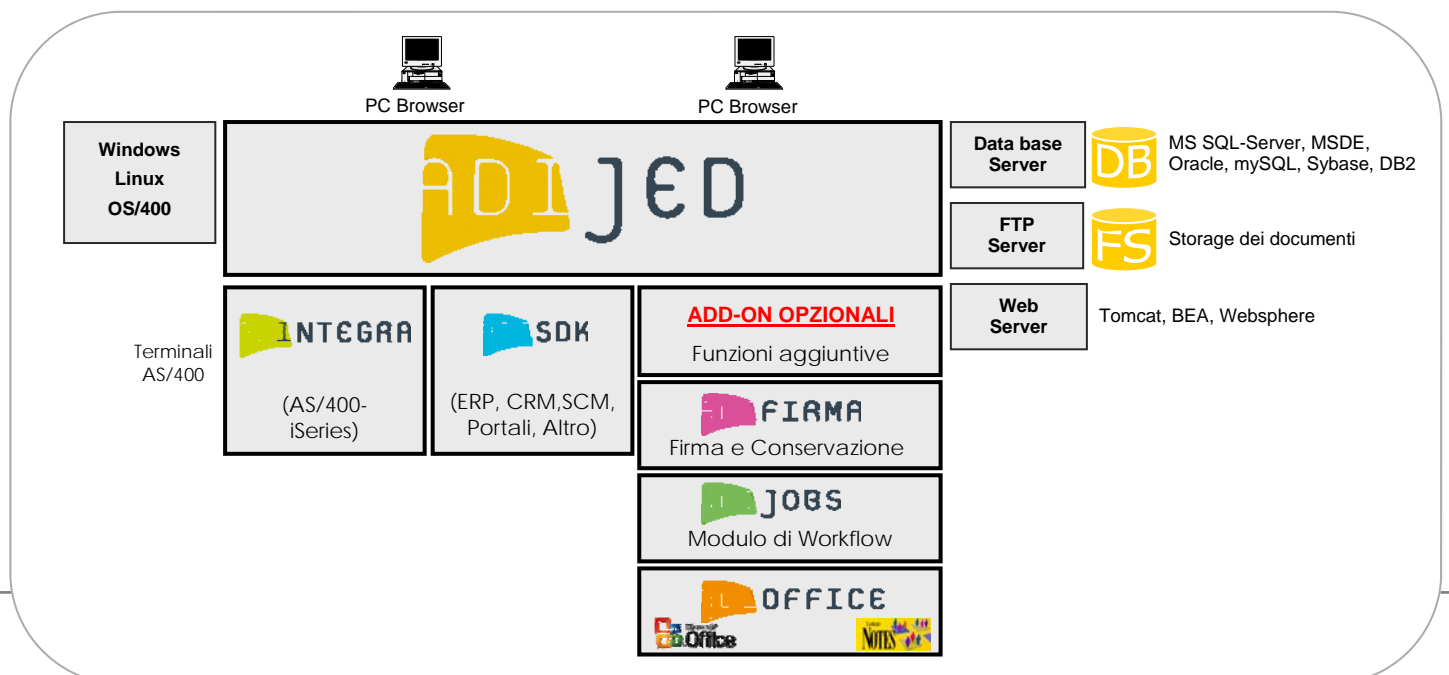 PC Browser
PC Browser
Windows
Linux
OS/400
ADI JED
Data base
Server
DB
MS SQL-Server, MSDE,
Oracle, mySQL, Sybase, DB2
FTP
Server
FS
Storage dei documenti
Web
Server
Tomcat, BEA, Websphere
Terminali
AS/400
INTEGRA
(AS/400-
iSeries)
SDK
(ERP, CRM,SCM,
Portali, Altro)
ADD-ON OPZIONALI
Funzioni aggiuntive
FIRMA
Firma e Conservazione
JOBS
Modulo di Workflow
OFFICE
Office
NOTES